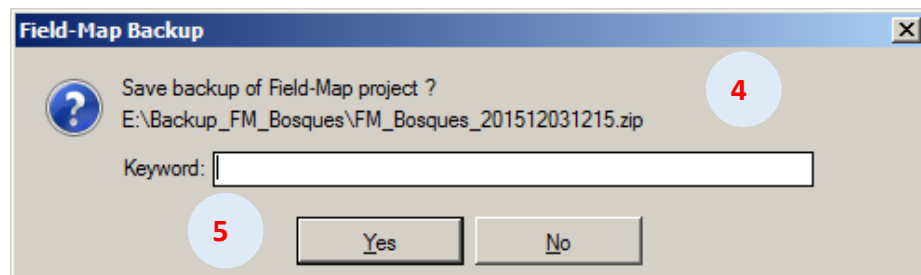 Field-Map Backup
4
Save backup of Field-Map project ?
E:\Backup_FM_Bosques\FM_Bosques_201512031215.zip
Keyword:
5
Yes
No